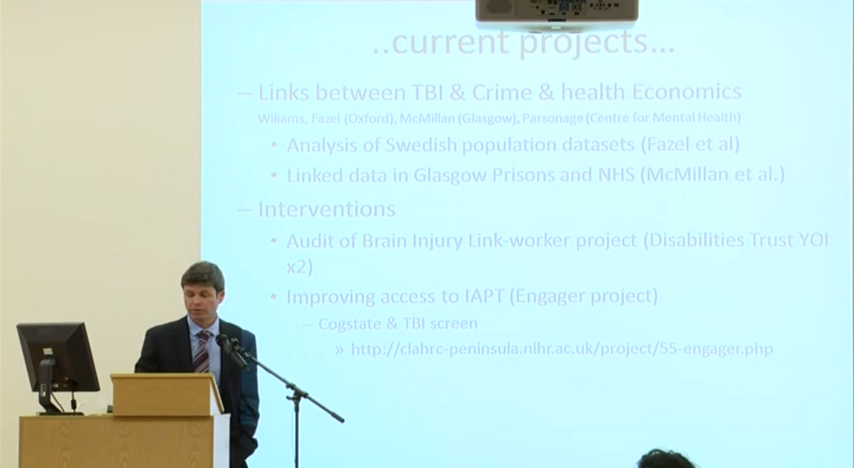 ..current projects...
– Links between TBI & Crime & health Economics
Wiliams, Fazel (Oxford), McMillan (Glasgow), Parsonage (Centre for Mental Health)
• Analysis of Swedish population datasets (Fazel et al)
• Linked data in Glasgow Prisons and NHS (McMillan et al.)
– Interventions
• Audit of Brain Injury Link-worker project (Disabilities Trust YOI
x2)
• Improving access to IAPT (Engager project)
– Cogstate & TBI screen
» http://clahrc-peninsula.nihr.ac.uk/project/55-engager.php